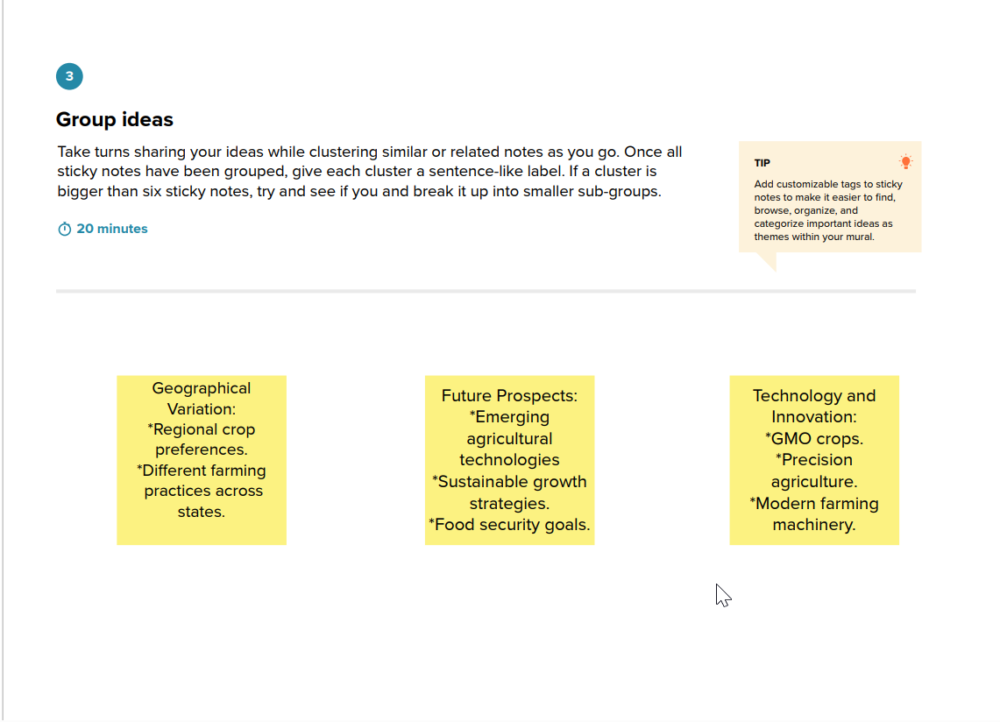 3
Group ideas
Take turns sharing your ideas while clustering similar or related notes as you go. Once all
sticky notes have been grouped, give each cluster a sentence-like label. If a cluster is
bigger than six sticky notes, try and see if you and break it up into smaller sub-groups.
20 minutes
TIP
Add customizable tags to sticky
notes to make it easier to find,
browse, organize, and
categorize important ideas as
themes within your mural.
Geographical
Variation:
*Regional crop
preferences.
*Different farming
practices across
states.
Future Prospects:
*Emerging
agricultural
technologies
*Sustainable growth
strategies.
*Food security goals.
Technology and
Innovation:
*GMO crops.
*Precision
agriculture.
*Modern farming
machinery.